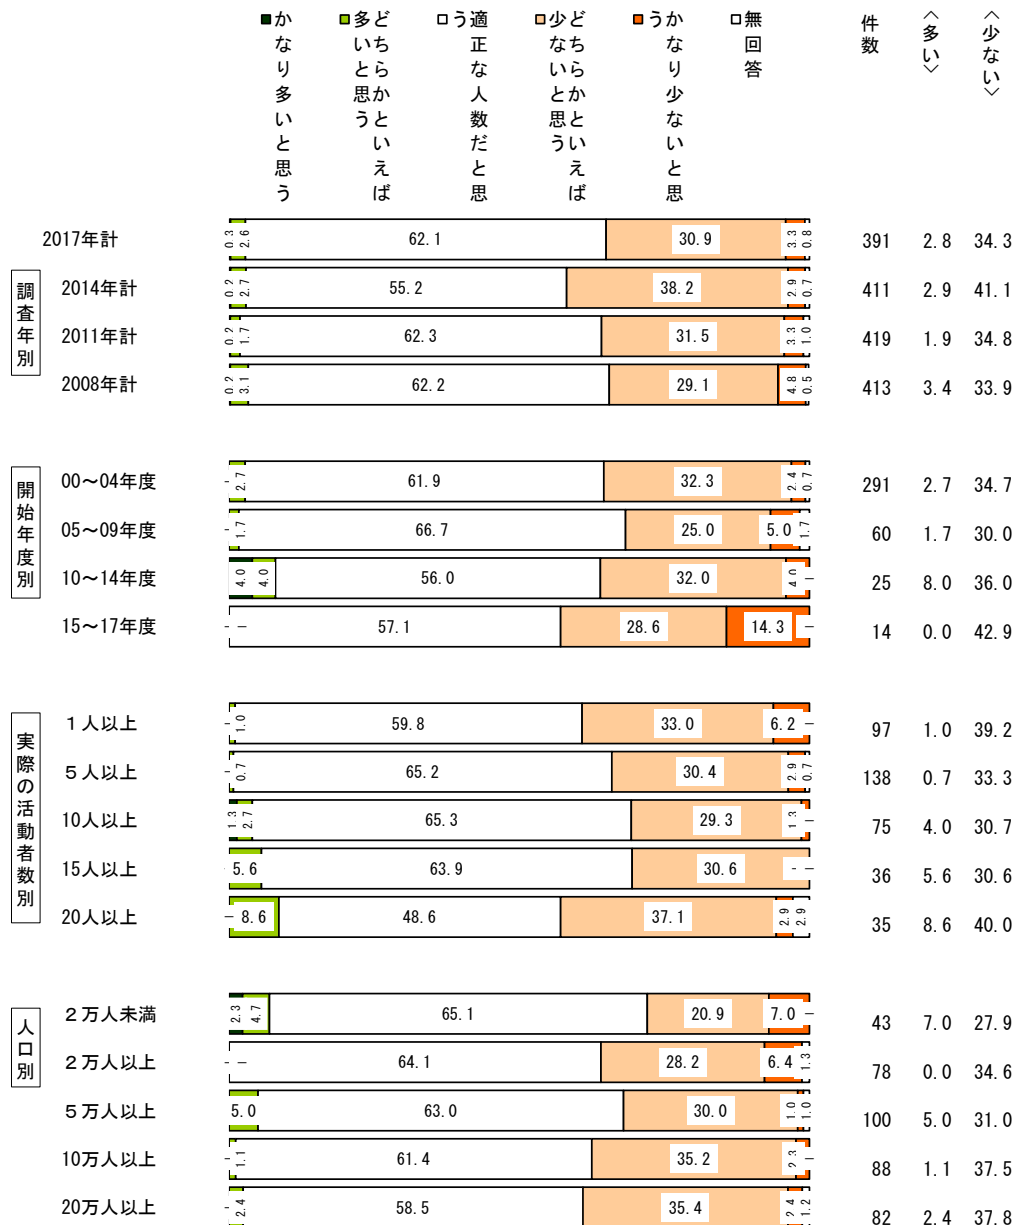 ■かなり多いと思う
■どちらかといえば多いと思う
□適正な人数だと思う
■どちらかといえば少ないと思う
■かなり少ないと思う
□無回答
件数
〈多い〉
〈少ない〉
2017年計 0.3 2.6 62.1 30.9 3.3 0.8 391 2.8 34.3
調査年別
2014年計 0.2 2.7 55.2 38.2 2.9 0.7 411 2.9 41.1
2011年計 0.2 1.7 62.3 31.5 3.3 1.0 419 1.9 34.8
2008年計 0.2 3.1 62.2 29.1 4.8 0.5 413 3.4 33.9
開始年度別
00～04年度 - 2.7 61.9 32.3 2.4 0.7 291 2.7 34.7
05～09年度 - 1.7 66.7 25.0 5.0 1.7 60 1.7 30.0
10～14年度 4.0 4.0 56.0 32.0 4.0 - 25 8.0 36.0
15～17年度 - - 57.1 28.6 14.3 - 14 0.0 42.9
実際の活動者数別
１人以上 - 1.0 59.8 33.0 6.2 - 97 1.0 39.2
５人以上 - 0.7 65.2 30.4 2.9 0.7 138 0.7 33.3
10人以上 1.3 2.7 65.3 29.3 1.3 - 75 4.0 30.7
15人以上 - 5.6 63.9 30.6 - - 36 5.6 30.6
20人以上 - 8.6 48.6 37.1 2.9 2.9 35 8.6 40.0
人口別
２万人未満 2.3 4.7 65.1 20.9 7.0 - 43 7.0 27.9
２万人以上 - - 64.1 28.2 6.4 1.3 78 0.0 34.6
５万人以上 - 5.0 63.0 30.0 1.0 1.0 100 5.0 31.0
10万人以上 - 1.1 61.4 35.2 2.3 - 88 1.1 37.5
20万人以上 - 2.4 58.5 35.4 2.4 1.2 82 2.4 37.8